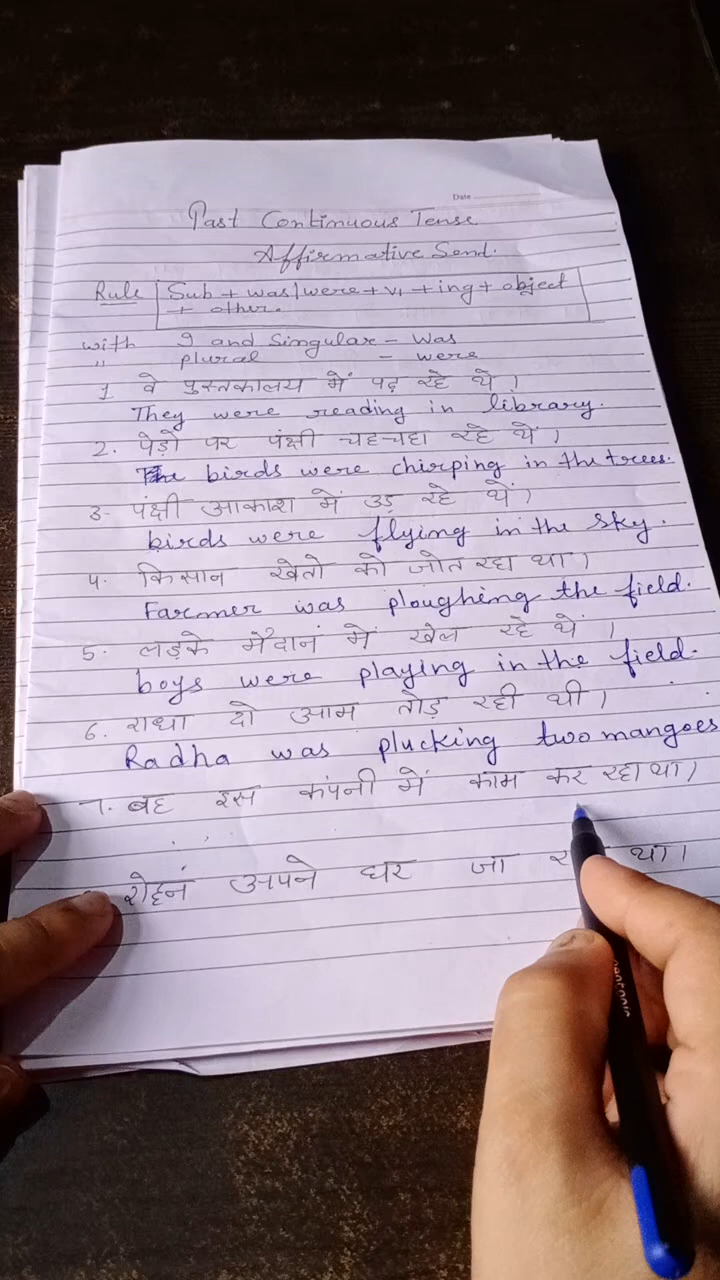 Date
Past Continuous Tense
Affirmative Send.
Rule Sub + was/were + v1 + ing + object
+ other.
with I and Singular - was
" plural - were
1 वे पुस्तकालय में पढ़ रहे थे।
They were reading in library.
2. पेड़ो पर पंक्षी चहचहा रहे थें।
The birds were chirping in the trees.
3. पंक्षी आकाश में उड़ रहे थें।
birds were flying in the sky.
4. किसान खेतो को जोत रहा था।
Farmer was ploughing the field.
5. लड़के मैदान में खेल रहे थें।
boys were playing in the field.
6. राधा दो आम तोड़ रही थी।
Radha was plucking two mangoes
7. वह इस कंपनी में काम कर रहा था।
रोहन अपने घर जा था।